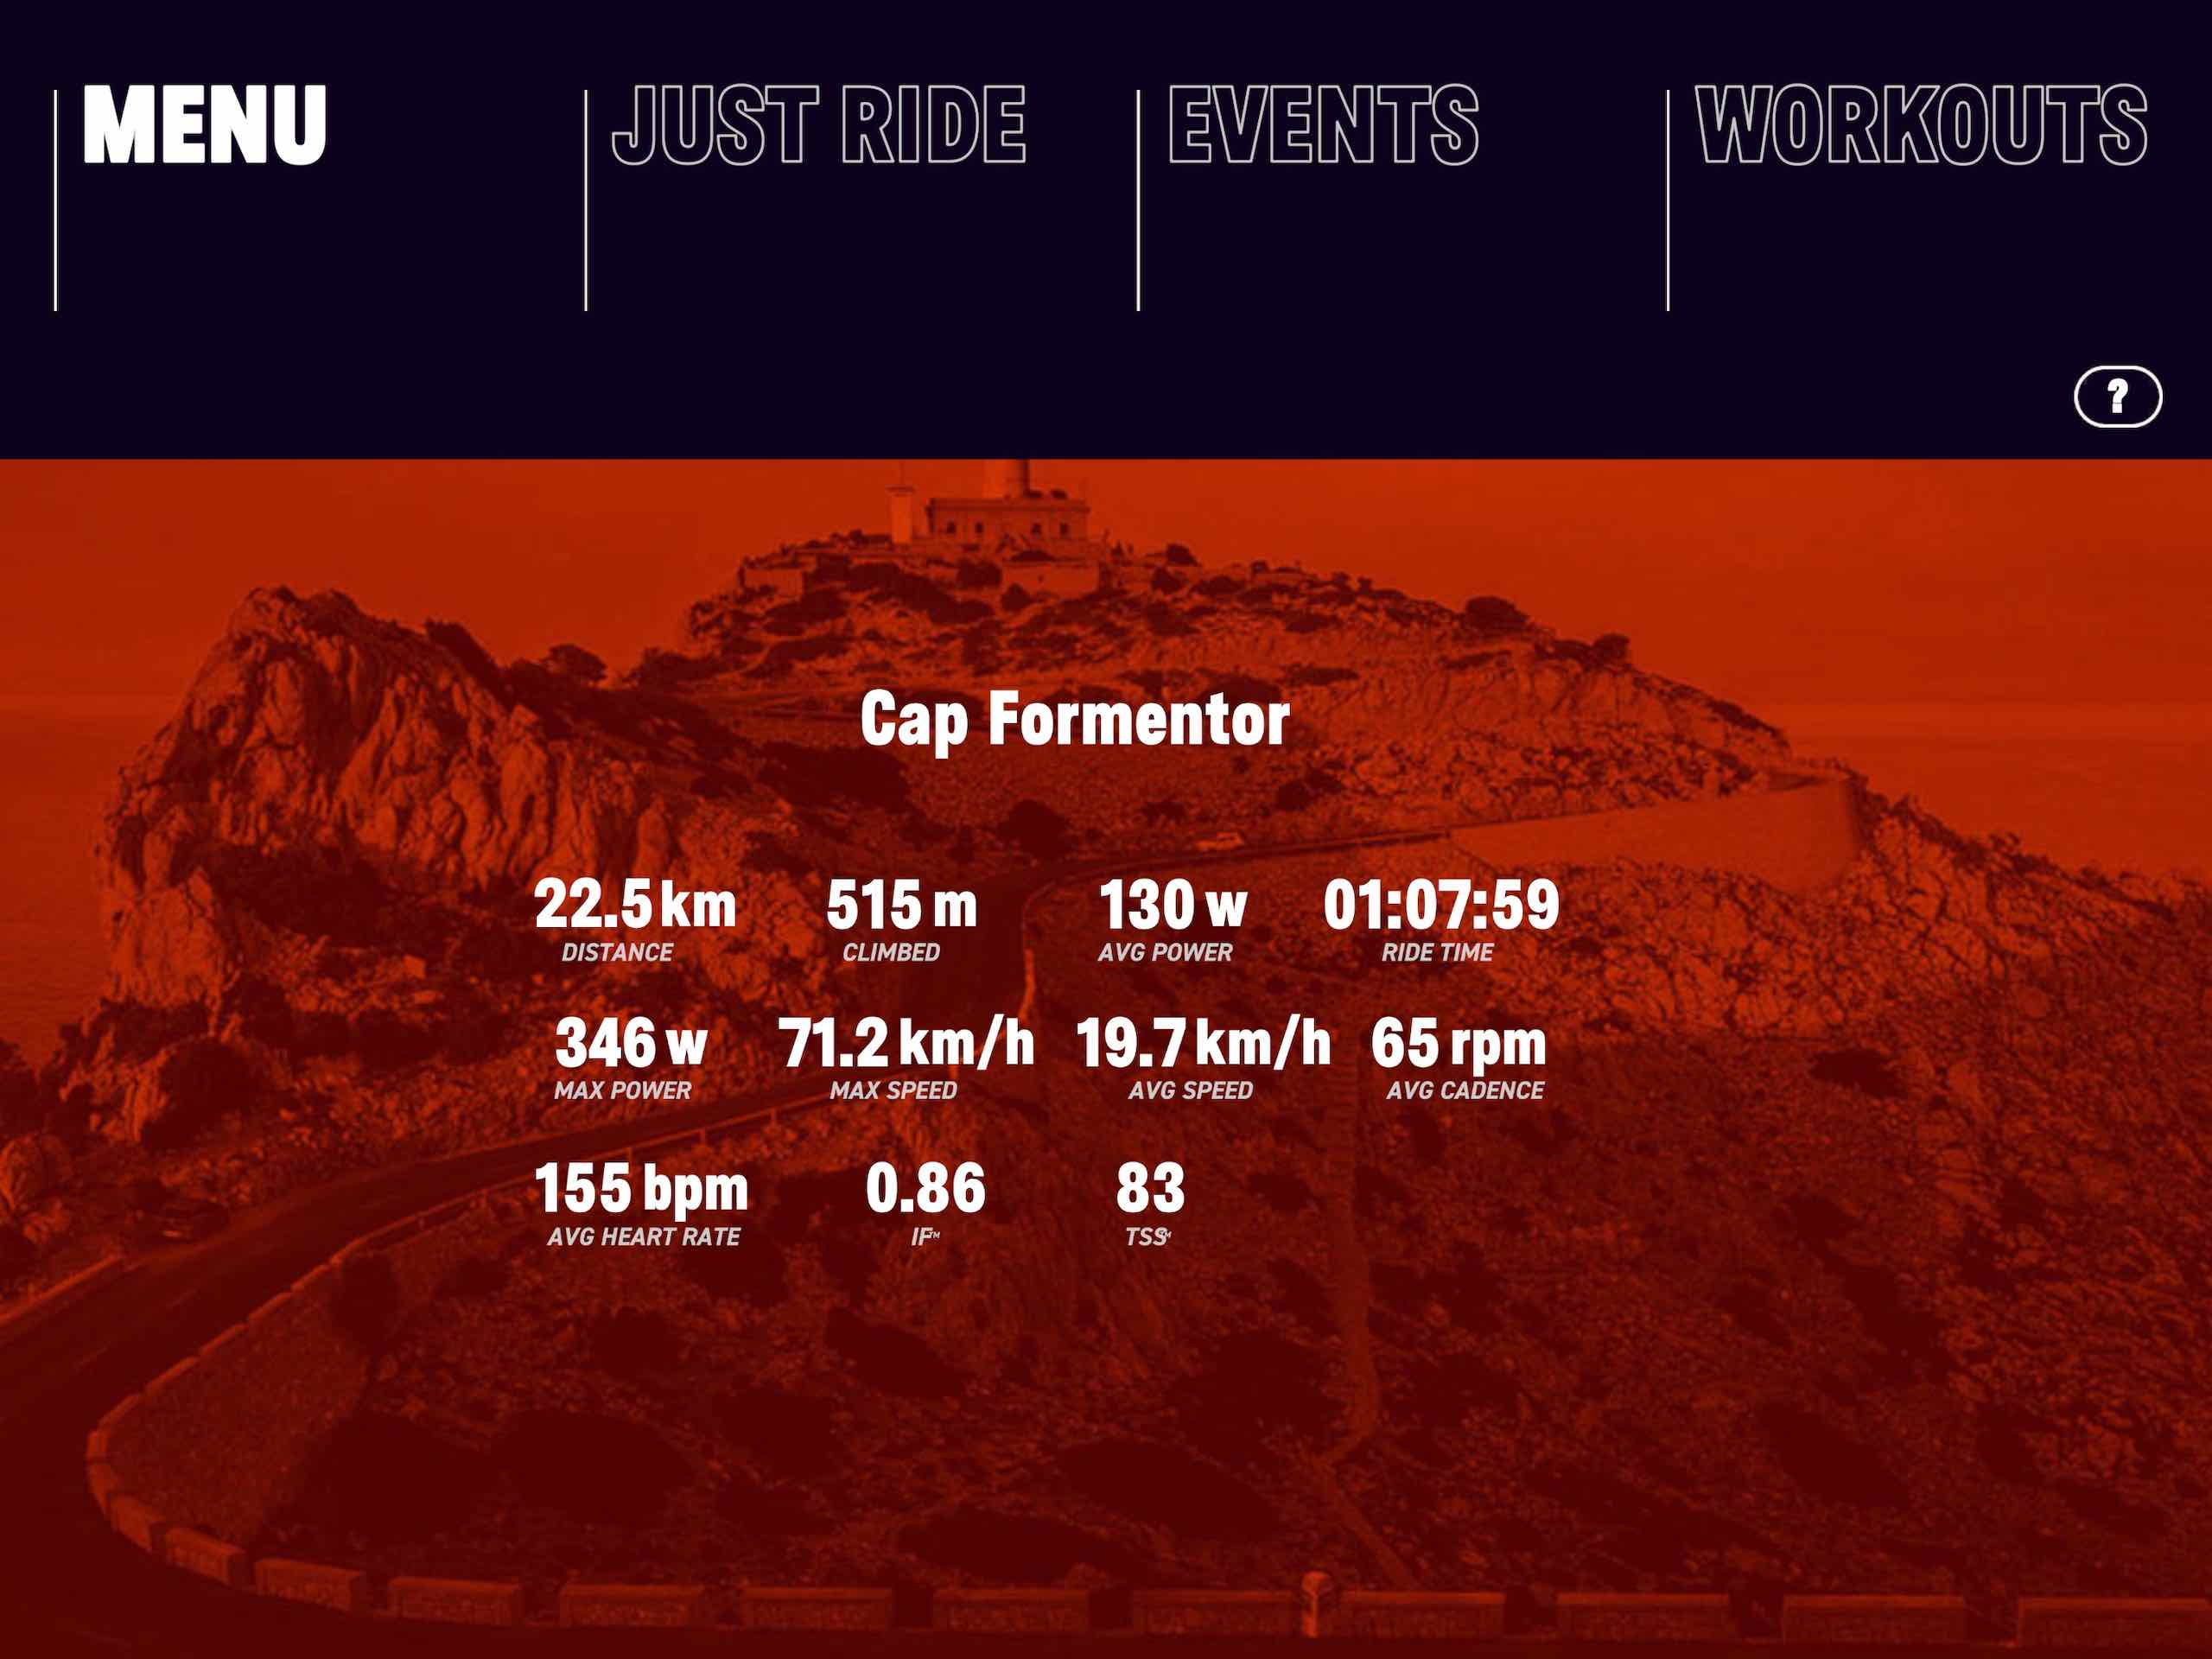 MENU JUST RIDE EVENTS WORKOUTS
?
Cap Formentor
22.5 km 515 m 130 w 01:07:59
DISTANCE CLIMBED AVG POWER RIDE TIME
346 w 71.2 km/h 19.7 km/h 65 rpm
MAX POWER MAX SPEED AVG SPEED AVG CADENCE
155 bpm 0.86 83
AVG HEART RATE IF™ TSS™